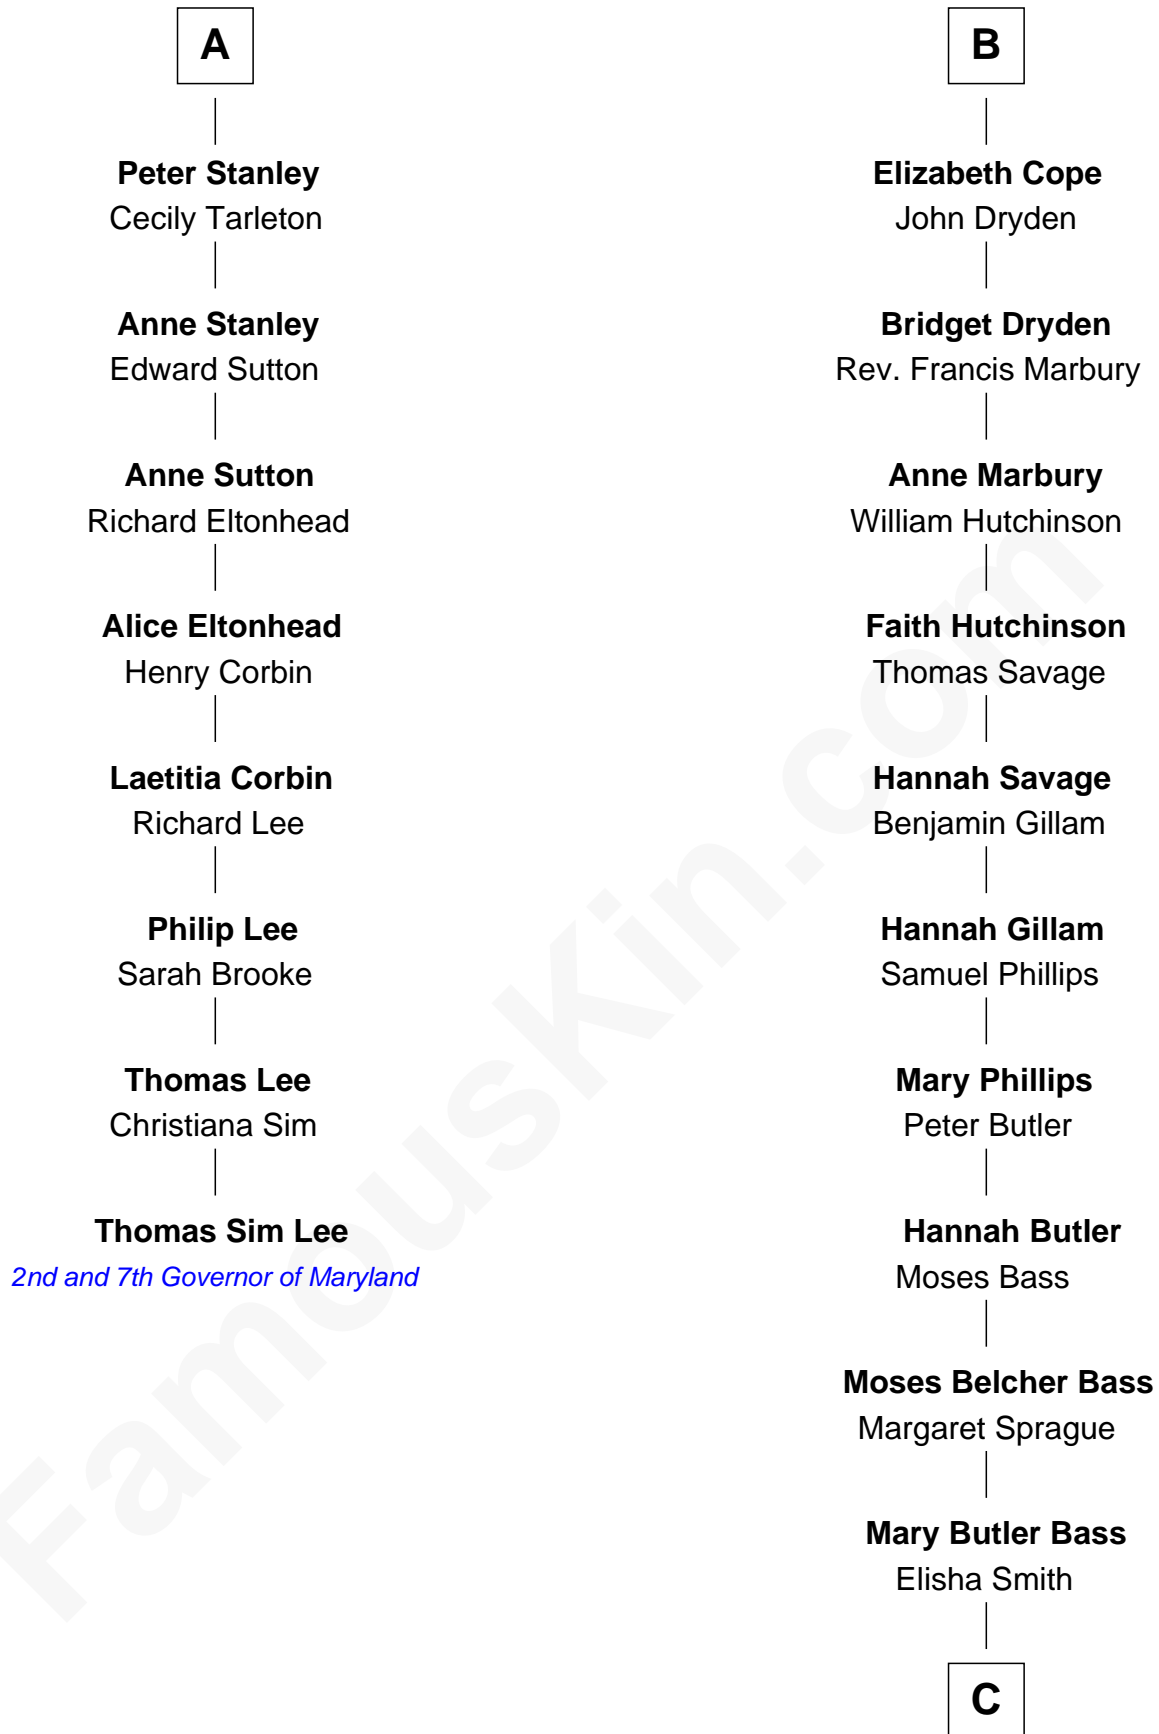 A
Peter Stanley
Cecily Tarleton
Anne Stanley
Edward Sutton
Anne Sutton
Richard Eltonhead
Alice Eltonhead
Henry Corbin
Laetitia Corbin
Richard Lee
Philip Lee
Sarah Brooke
Thomas Lee
Christiana Sim
Thomas Sim Lee
2nd and 7th Governor of Maryland
B
Elizabeth Cope
John Dryden
Bridget Dryden
Rev. Francis Marbury
Anne Marbury
William Hutchinson
Faith Hutchinson
Thomas Savage
Hannah Savage
Benjamin Gillam
Hannah Gillam
Samuel Phillips
Mary Phillips
Peter Butler
Hannah Butler
Moses Bass
Moses Belcher Bass
Margaret Sprague
Mary Butler Bass
Elisha Smith
C
FamousKin.com